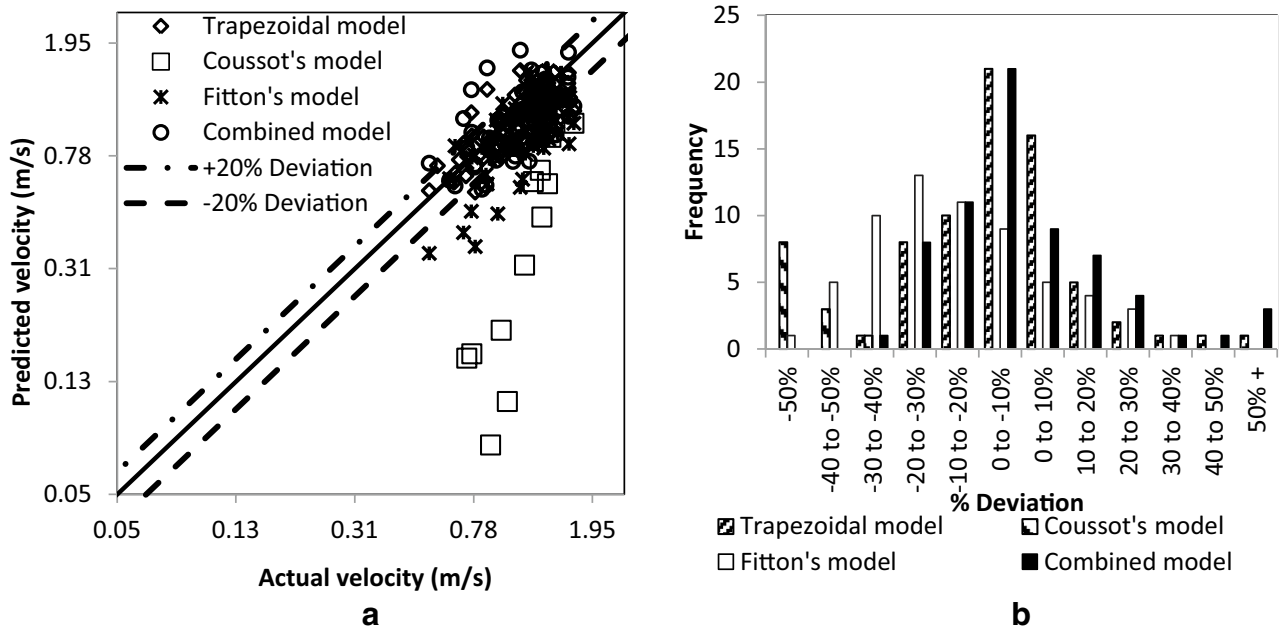 1.95
0.78
0.31
0.13
0.05
Predicted velocity (m/s)
Trapezoidal model
Coussot's model
Fitton's model
Combined model
+20% Deviation
-20% Deviation
0.05 0.13 0.31 0.78 1.95
Actual velocity (m/s)
a
25
20
15
10
5
0
Frequency
-50%
-40 to -50%
-30 to -40%
-20 to -30%
-10 to -20%
0 to -10%
0 to 10%
10 to 20%
20 to 30%
30 to 40%
40 to 50%
50% +
% Deviation
Trapezoidal model Coussot's model
Fitton's model Combined model
b